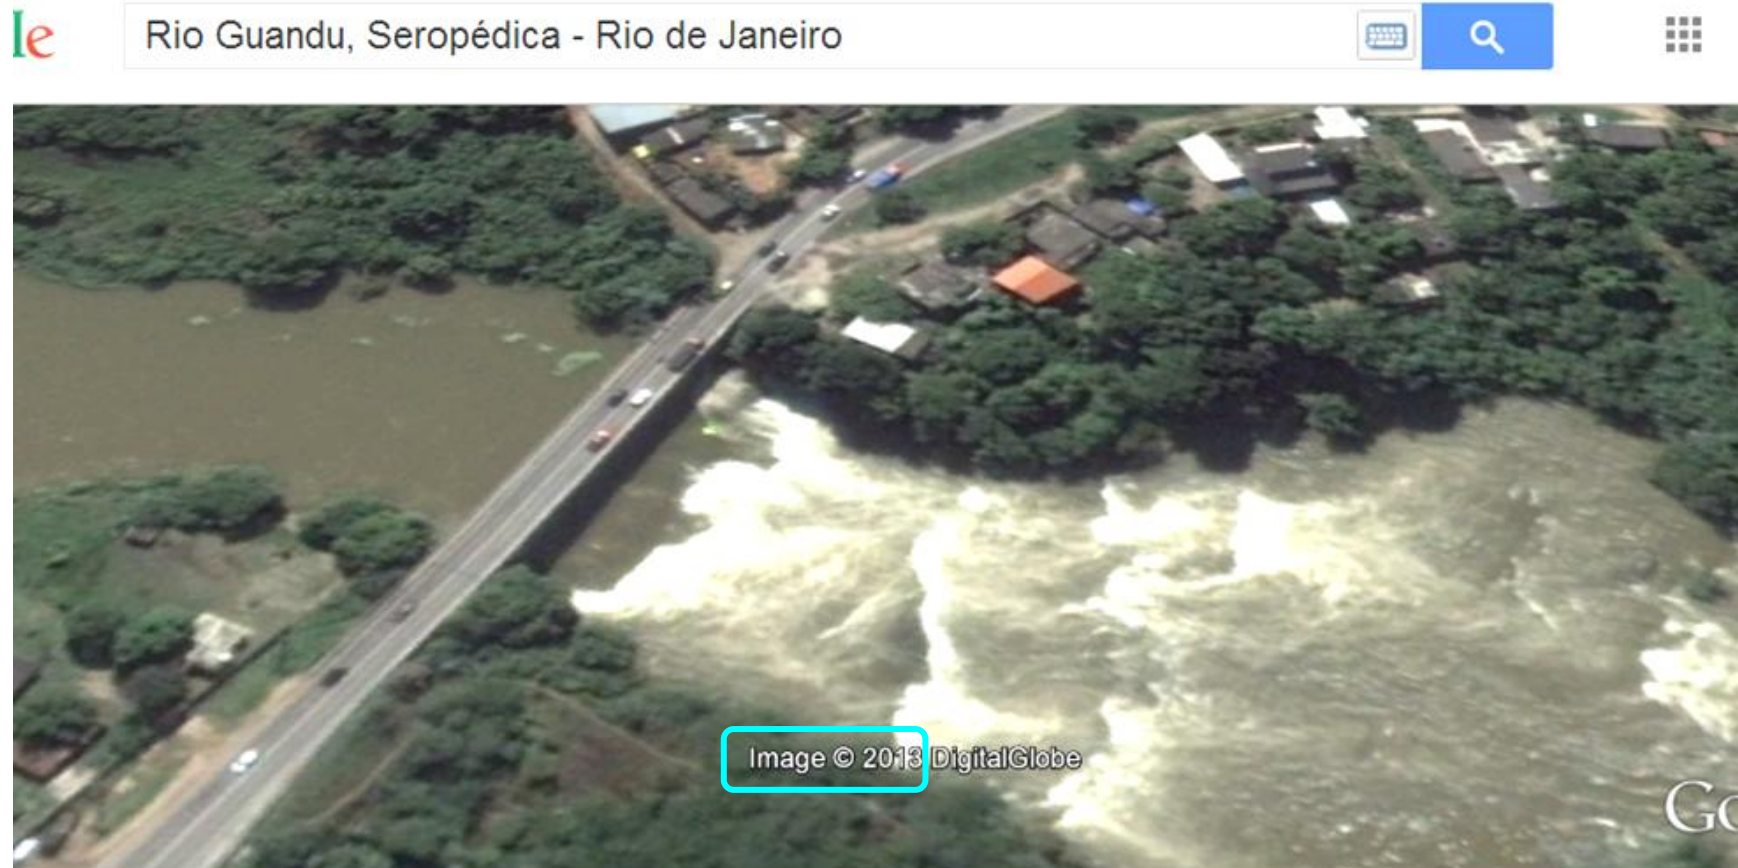 le
Rio Guandu, Seropédica - Rio de Janeiro
Image © 2013 DigitalGlobe
Go